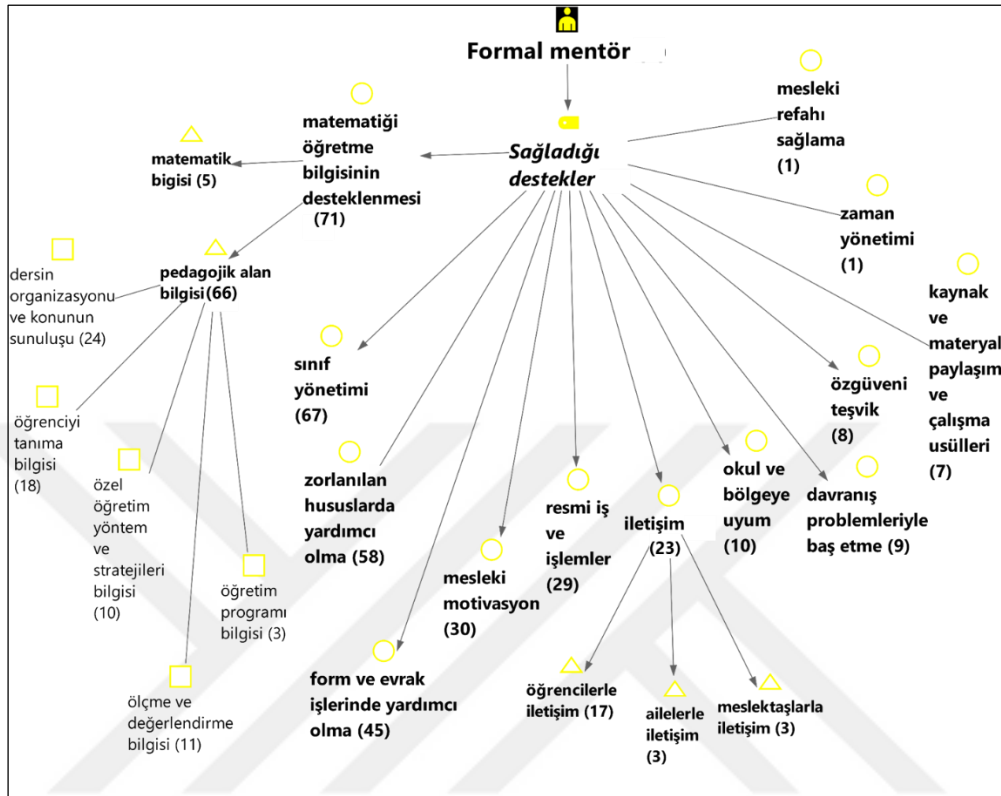 Formal mentör
Sağladığı
destekler
matematiği
öğretme
bilgisinin
desteklenmesi
(71)
matematik
bigisi (5)
pedagojik alan
bilgisi (66)
dersin
organizasyonu
ve konunun
sunuluşu (24)
öğrenciyi
tanıma
bilgisi
(18)
özel
öğretim
yöntem
ve
stratejileri
bilgisi
(10)
öğretim
programı
bilgisi (3)
ölçme ve
değerlendirme
bilgisi (11)
sınıf
yönetimi
(67)
zorlanılan
hususlarda
yardımcı
olma (58)
form ve evrak
işlerinde yardımcı
olma (45)
mesleki
motivasyon
(30)
resmi iş
ve
işlemler
(29)
iletişim
(23)
öğrencilerle
iletişim (17)
ailelerle
iletişim
(3)
meslektaşlarla
iletişim (3)
okul ve
bölgeye
uyum
(10)
davranış
problemleriyle
baş etme (9)
özgüveni
teşvik
(8)
kaynak
ve
materyal
paylaşım
ve
çalışma
usülleri
(7)
zaman
yönetimi
(1)
mesleki
refahı
sağlama
(1)